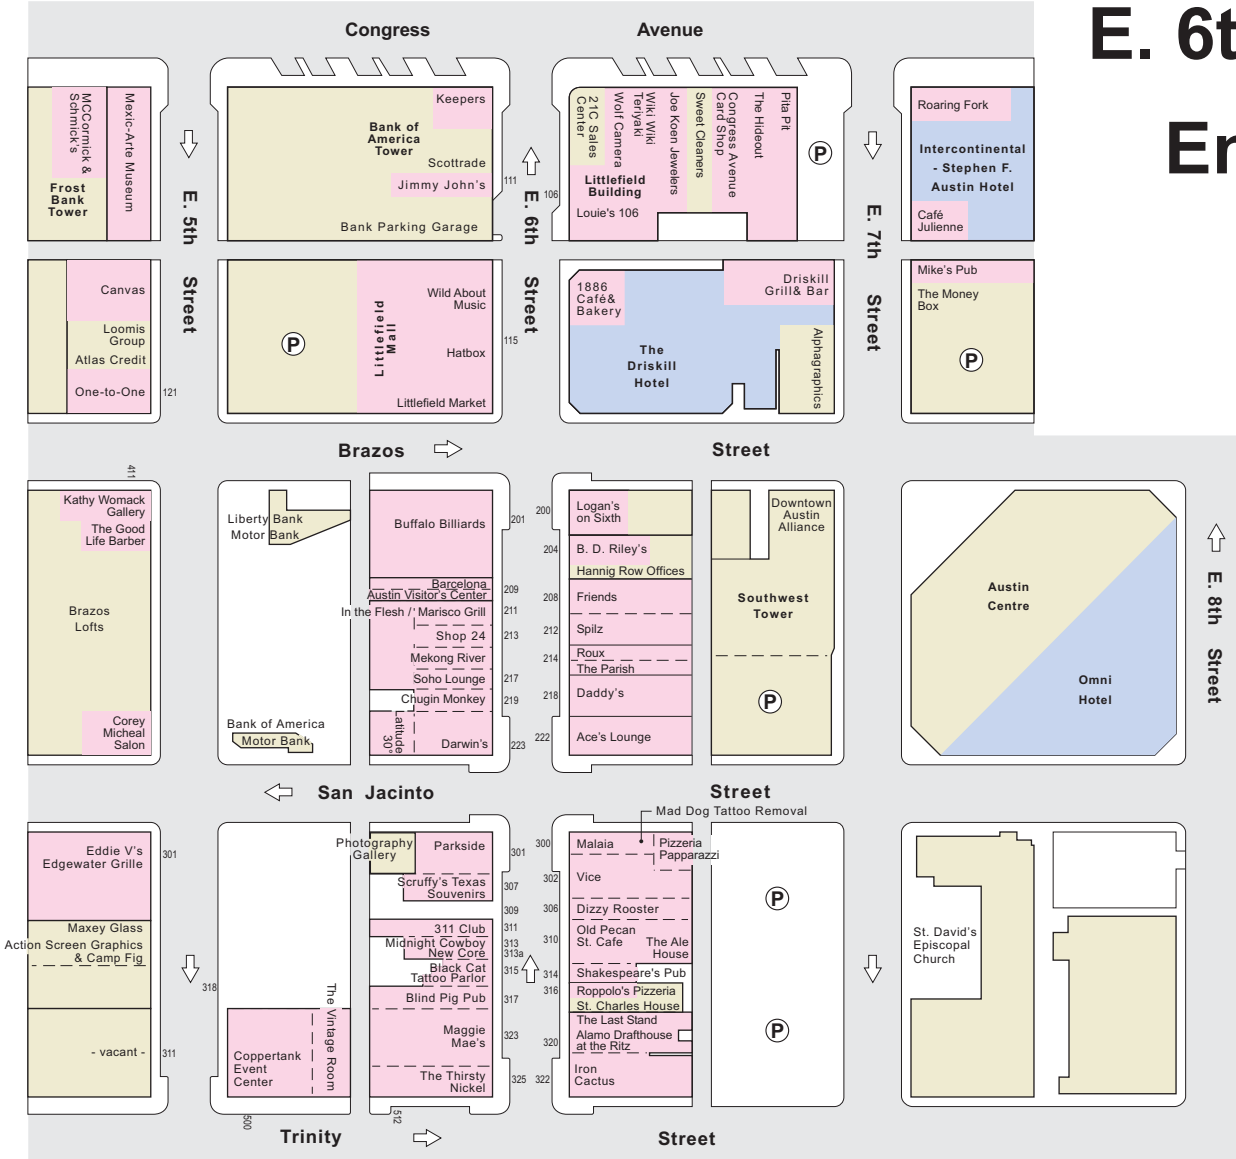 E. 6t
Er
Congress Avenue
MCCormick &
Schmick's
Mexic-Arte Museum
Frost
Bank
Tower
E. 5th Street
Keepers
Bank of
America
Tower
Scottrade
Jimmy John's
Bank Parking Garage
111
E. 6th Street
106
21C Sales
Center
Wolf Camera
Wiki Wiki
Teriyaki
Joe Koen Jewelers
Sweet Cleaners
Congress Avenue
Card Shop
The Hideout
Pita Pit
P
Littlefield
Building
Louie's 106
E. 7th Street
Roaring Fork
Intercontinental
- Stephen F.
Austin Hotel
Café
Julienne
Canvas
Loomis
Group
Atlas Credit
One-to-One
121
P
Littlefield
Mall
Wild About
Music
Hatbox
Littlefield Market
115
1886
Café&
Bakery
Driskill
Grill& Bar
The
Driskill
Hotel
Alphagraphics
Mike's Pub
The Money
Box
P
Brazos Street
411
Kathy Womack
Gallery
The Good
Life Barber
Brazos
Lofts
Corey
Micheal
Salon
Liberty Bank
Motor Bank
Bank of America
Motor Bank
Buffalo Billiards
201
Barcelona
209
Austin Visitor's Center
In the Flesh / Marisco Grill
211
Shop 24
213
Mekong River
Soho Lounge
217
Chugin Monkey
219
Latitude
30°
Darwin's
223
200
Logan's
on Sixth
204
B. D. Riley's
Hannig Row Offices
208
Friends
212
Spilz
214
Roux
The Parish
218
Daddy's
222
Ace's Lounge
Downtown
Austin
Alliance
Southwest
Tower
P
Austin
Centre
Omni
Hotel
E. 8th Street
San Jacinto Street
Mad Dog Tattoo Removal
Eddie V's
Edgewater Grille
301
Maxey Glass
Action Screen Graphics
& Camp Fig
- vacant -
311
318
Coppertank
Event
Center
The Vintage Room
500
Photography
Gallery
Parkside
301
Scruffy's Texas
Souvenirs
307
309
311 Club
311
Midnight Cowboy
313
New Core
313a
Black Cat
Tattoo Parlor
315
Blind Pig Pub
317
Maggie
Mae's
323
The Thirsty
Nickel
325
512
300
Malaia
Pizzeria
Papparazzi
302
Vice
306
Dizzy Rooster
310
Old Pecan
St. Cafe
The Ale
House
314
Shakespeare's Pub
316
Roppolo's Pizzeria
St. Charles House
The Last Stand
320
Alamo Drafthouse
at the Ritz
322
Iron
Cactus
P
P
St. David's
Episcopal
Church
Trinity Street